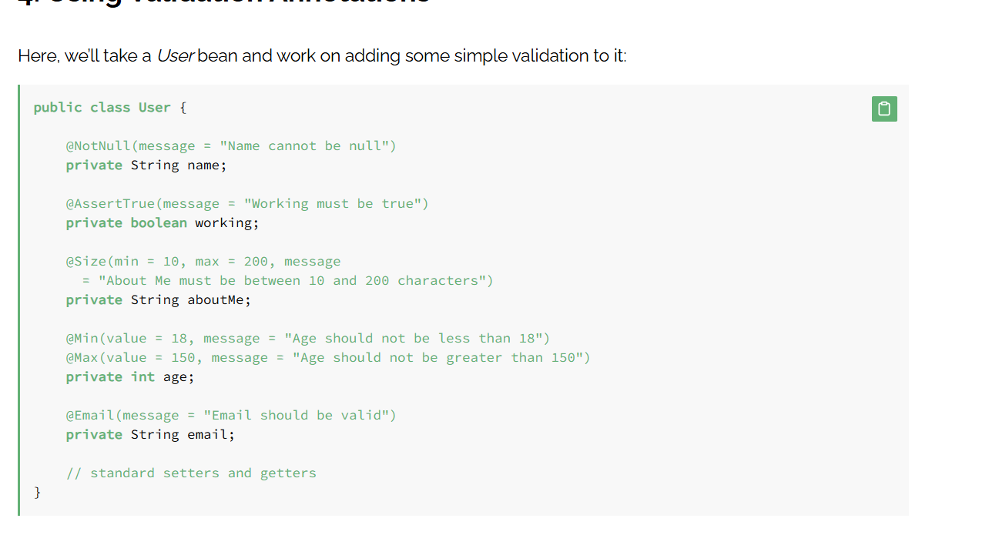 4. Using Validation Annotations
Here, we'll take a User bean and work on adding some simple validation to it:
public class User {
@NotNull(message = "Name cannot be null")
private String name;
@AssertTrue(message = "Working must be true")
private boolean working;
@Size(min = 10, max = 200, message
= "About Me must be between 10 and 200 characters")
private String aboutMe;
@Min(value = 18, message = "Age should not be less than 18")
@Max(value = 150, message = "Age should not be greater than 150")
private int age;
@Email(message = "Email should be valid")
private String email;
// standard setters and getters
}